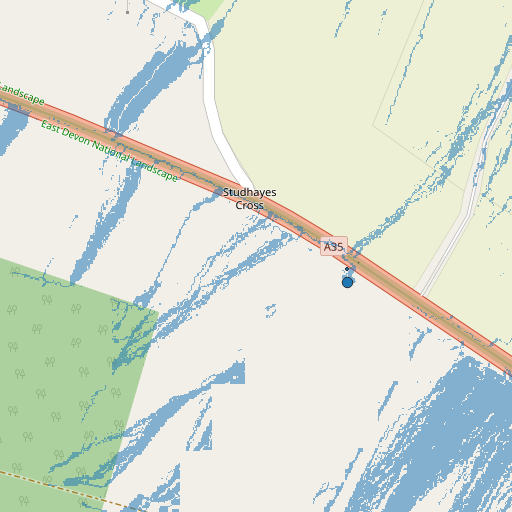 Landscape
East Devon National Landscape
Studhayes
Cross
A35